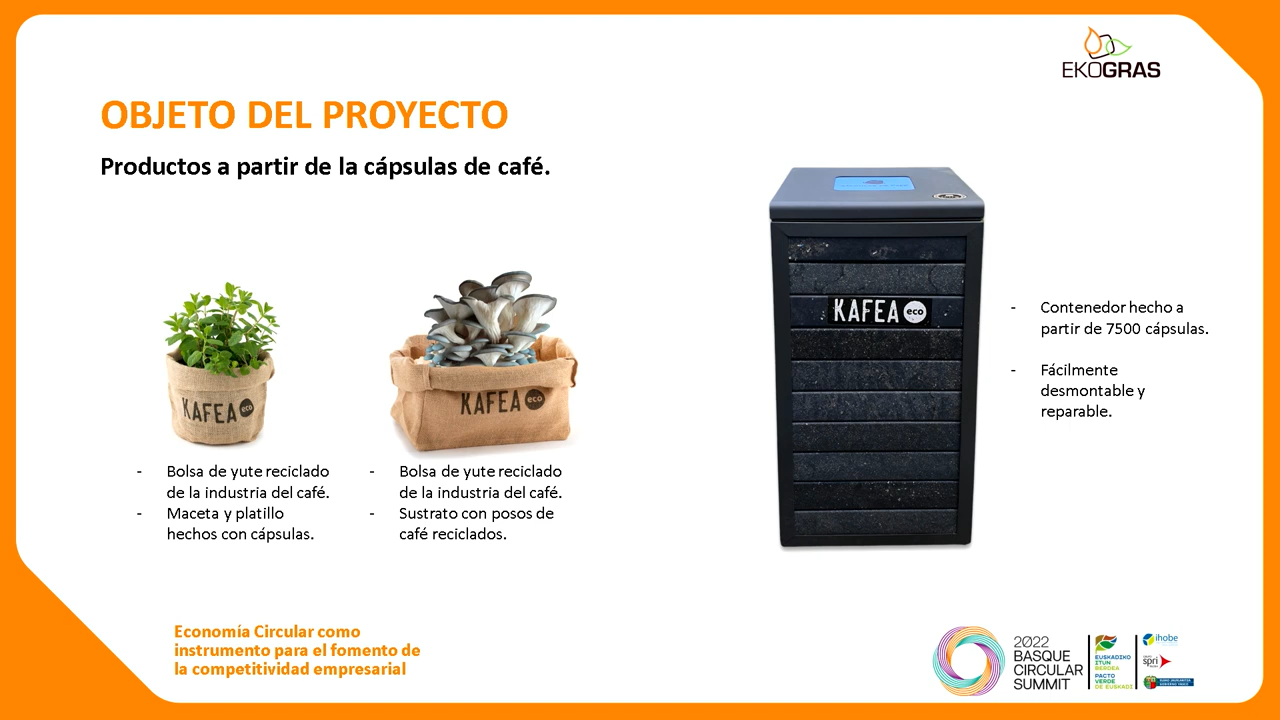 EKOGRAS
OBJETO DEL PROYECTO
Productos a partir de la cápsulas de café.
KAFEA eco
KAFEA eco
KAFEA eco
- Bolsa de yute reciclado
de la industria del café.
- Maceta y platillo
hechos con cápsulas.
- Bolsa de yute reciclado
de la industria del café.
- Sustrato con posos de
café reciclados.
- Contenedor hecho a
partir de 7500 cápsulas.
- Fácilmente
desmontable y
reparable.
Economía Circular como
instrumento para el fomento de
la competitividad empresarial
2022
BASQUE
CIRCULAR
SUMMIT
EUSKADIKO
ITUN
BERDEA
PACTO
VERDE
DE EUSKADI
ihobe
spri